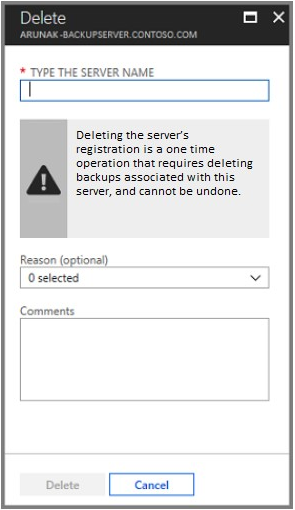 Delete
ARUNAK-BACKUPSERVER.CONTOSO.COM
* TYPE THE SERVER NAME
Deleting the server's
registration is a one time
operation that requires deleting
backups associated with this
server, and cannot be undone.
Reason (optional)
0 selected
Comments
Delete
Cancel